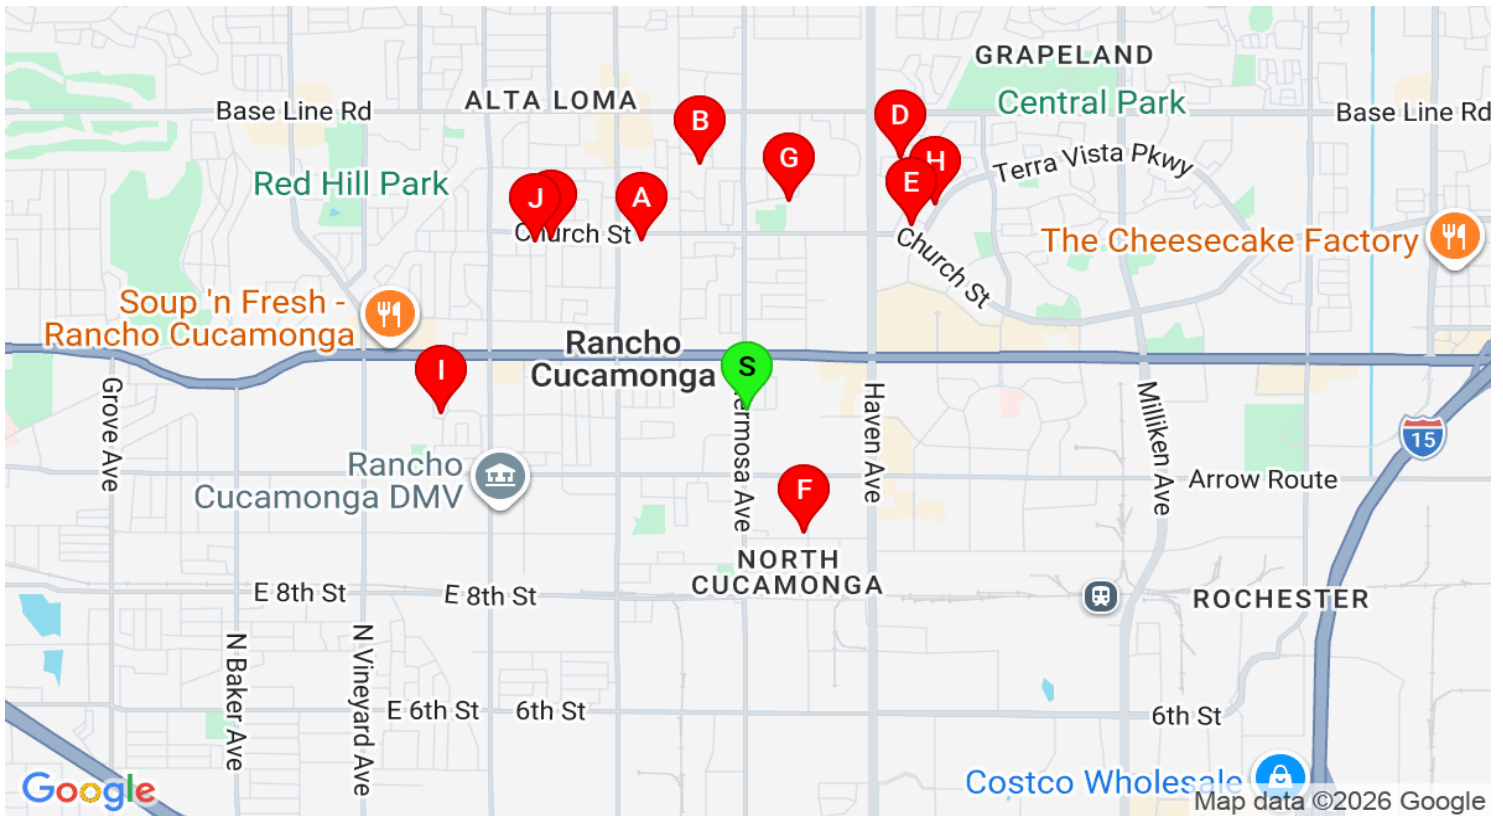 GRAPELAND
Central Park
Base Line Rd
ALTA LOMA
Base Line Rd
B
D
G
H
Terra Vista Pkwy
E
Red Hill Park
J
A
Church St
Church St
The Cheesecake Factory
Soup 'n Fresh -
Rancho Cucamonga
Rancho
Cucamonga
S
I
Grove Ave
Hermosa Ave
Haven Ave
Milliken Ave
15
Rancho
Cucamonga DMV
Arrow Route
F
NORTH
CUCAMONGA
E 8th St
E 8th St
ROCHESTER
N Baker Ave
N Vineyard Ave
E 6th St
6th St
6th St
Costco Wholesale
Google
Map data ©2026 Google